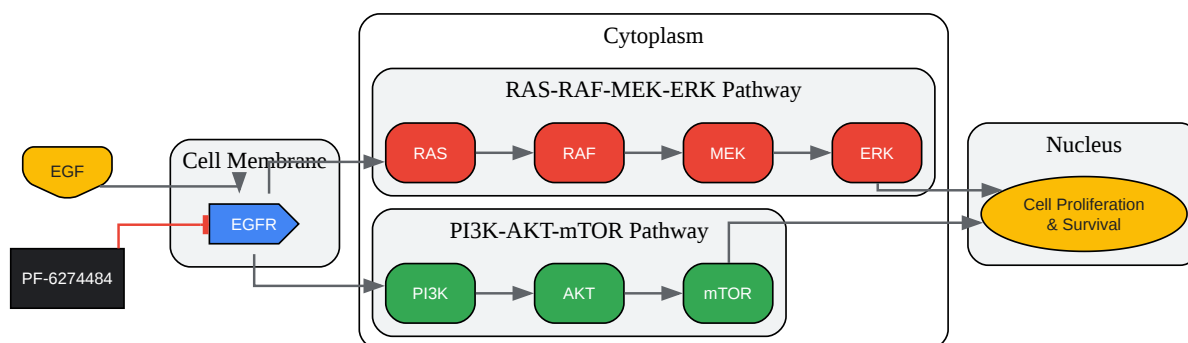 Cytoplasm
RAS-RAF-MEK-ERK Pathway
RAS
RAF
MEK
ERK
Cell Membrane
EGF
EGFR
PF-6274484
PI3K-AKT-mTOR Pathway
PI3K
AKT
mTOR
Nucleus
Cell Proliferation
& Survival